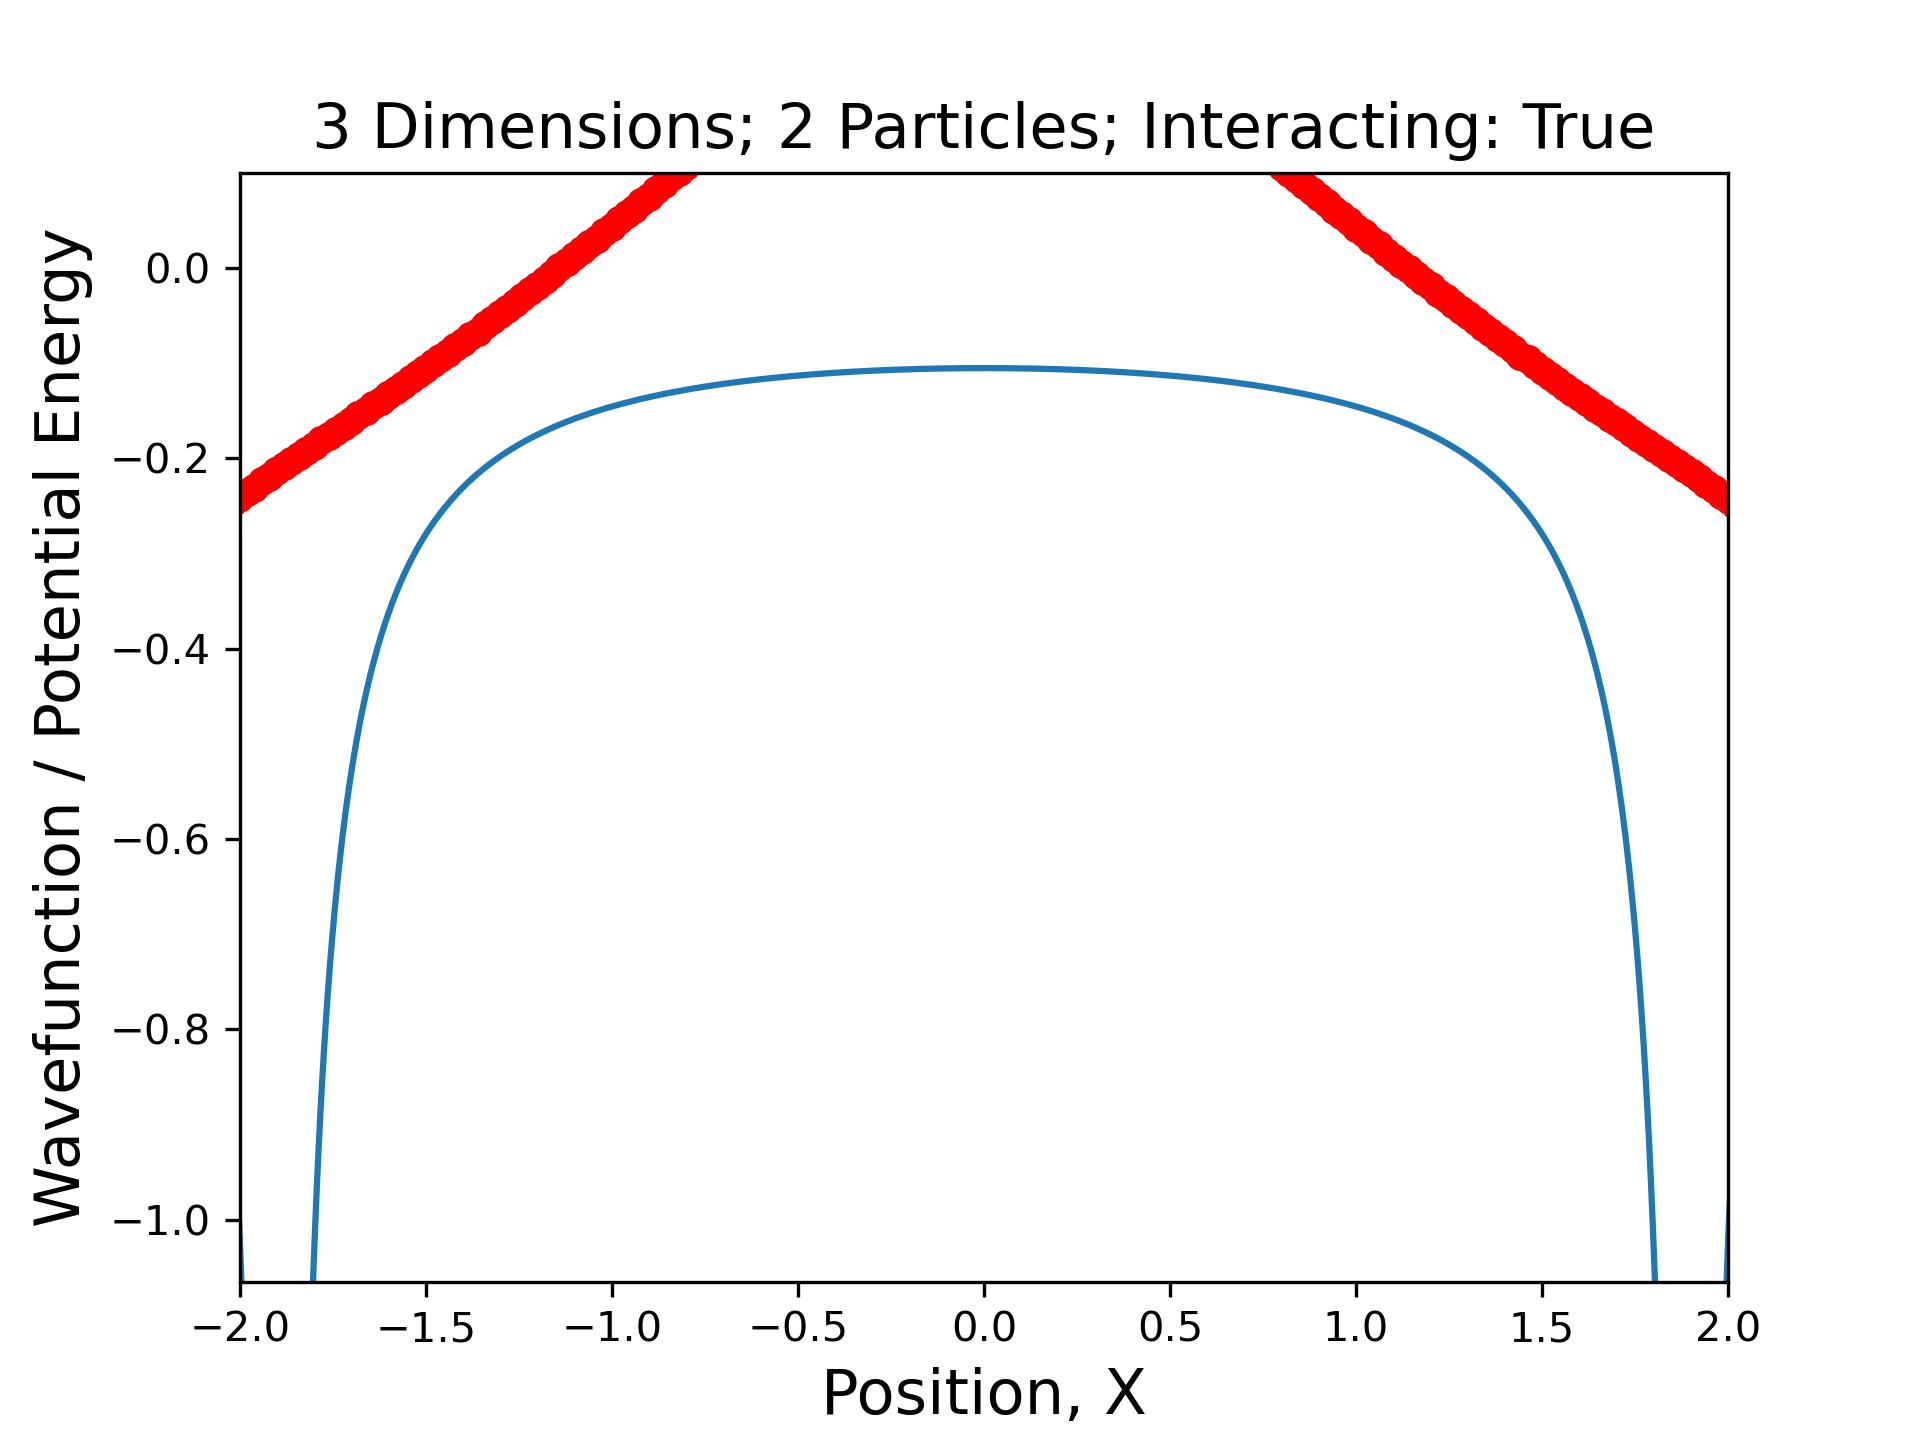 3 Dimensions; 2 Particles; Interacting: True
Wavefunction / Potential Energy
0.0
−0.2
−0.4
−0.6
−0.8
−1.0
−2.0 −1.5 −1.0 −0.5 0.0 0.5 1.0 1.5 2.0
Position, X